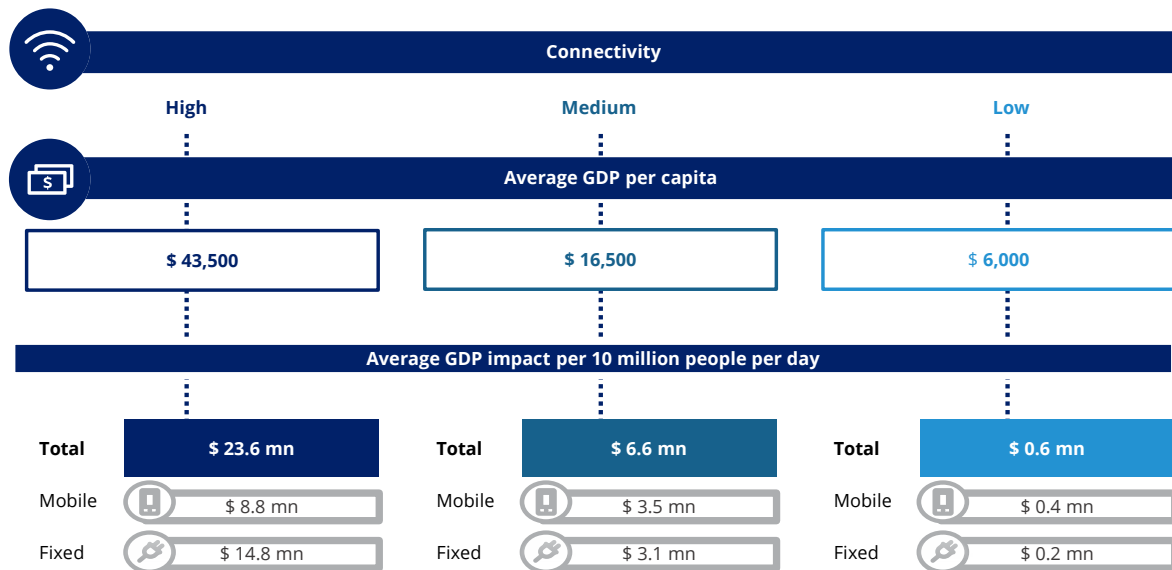 Connectivity
High Medium Low
Average GDP per capita
$ 43,500 $ 16,500 $ 6,000
Average GDP impact per 10 million people per day
Total $ 23.6 mn Total $ 6.6 mn Total $ 0.6 mn
Mobile $ 8.8 mn Mobile $ 3.5 mn Mobile $ 0.4 mn
Fixed $ 14.8 mn Fixed $ 3.1 mn Fixed $ 0.2 mn